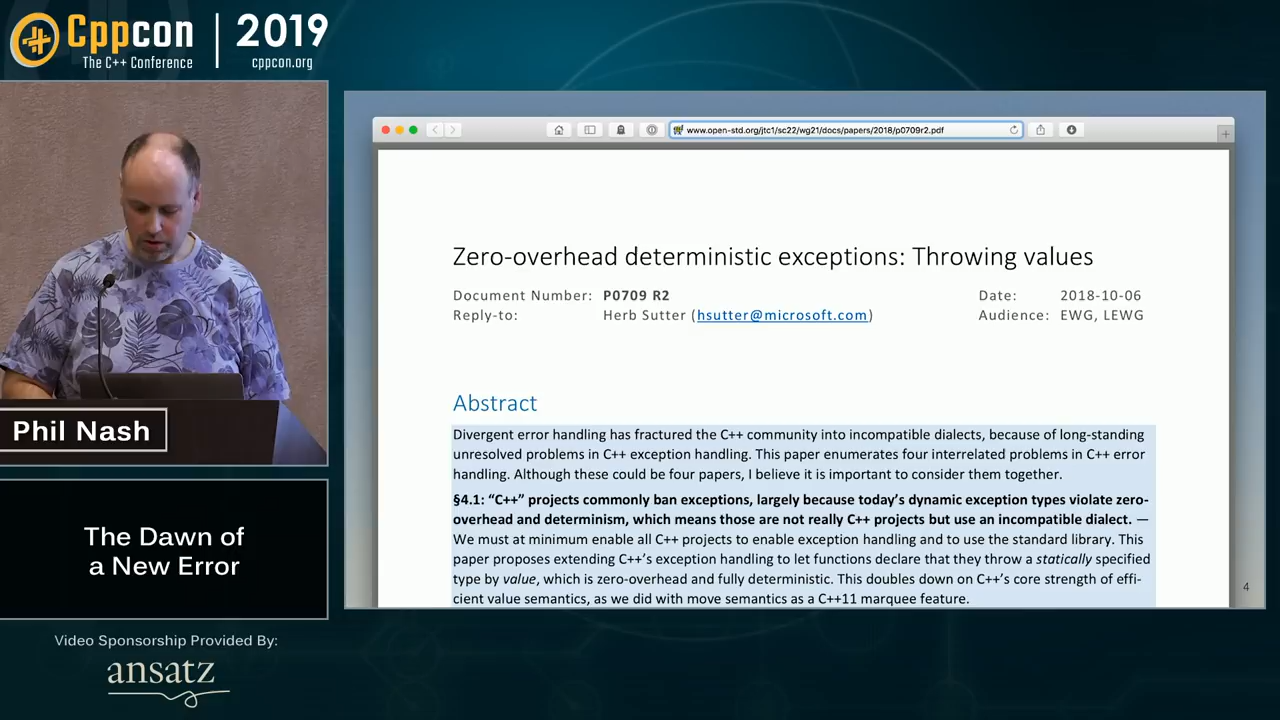 Cppcon
The C++ Conference
2019
cppcon.org
Phil Nash
The Dawn of
a New Error
Video Sponsorship Provided By:
ansatz
www.open-std.org/jtc1/sc22/wg21/docs/papers/2018/p0709r2.pdf
Zero-overhead deterministic exceptions: Throwing values
Document Number: P0709 R2 Date: 2018-10-06
Reply-to: Herb Sutter (hsutter@microsoft.com) Audience: EWG, LEWG
Abstract
Divergent error handling has fractured the C++ community into incompatible dialects, because of long-standing
unresolved problems in C++ exception handling. This paper enumerates four interrelated problems in C++ error
handling. Although these could be four papers, I believe it is important to consider them together.
§4.1: “C++” projects commonly ban exceptions, largely because today’s dynamic exception types violate zero-
overhead and determinism, which means those are not really C++ projects but use an incompatible dialect. —
We must at minimum enable all C++ projects to enable exception handling and to use the standard library. This
paper proposes extending C++’s exception handling to let functions declare that they throw a statically specified
type by value, which is zero-overhead and fully deterministic. This doubles down on C++’s core strength of effi-
cient value semantics, as we did with move semantics as a C++11 marquee feature.
4